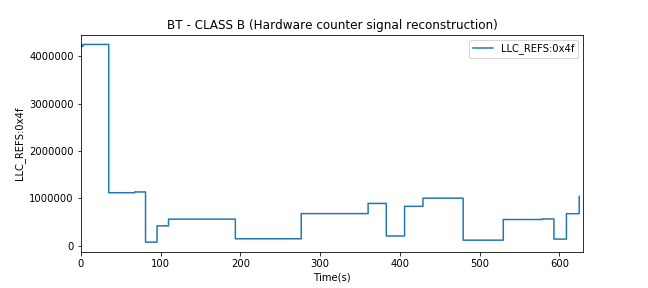 BT - CLASS B (Hardware counter signal reconstruction)
LLC_REFS:0x4f
4000000
3000000
2000000
1000000
0
LLC_REFS:0x4f
0 100 200 300 400 500 600
Time(s)